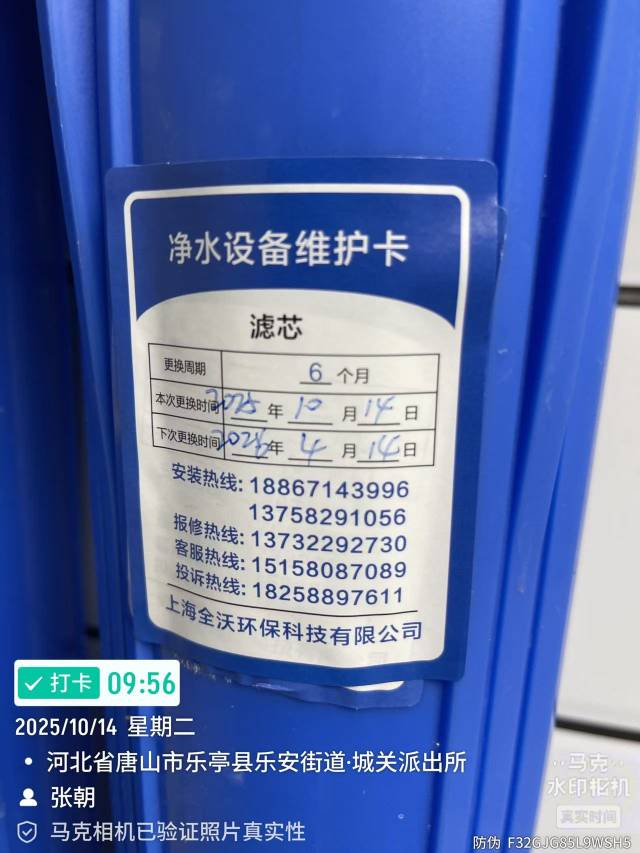 净水设备维护卡
滤芯
更换周期 6 个月
本次更换时间 2025 年 10 月 14 日
下次更换时间 2026 年 4 月 14 日
安装热线: 18867143996
13758291056
报修热线: 13732292730
客服热线: 15158087089
投诉热线: 18258897611
上海全沃环保科技有限公司
打卡 09:56
2025/10/14 星期二
河北省唐山市乐亭县乐安街道·城关派出所
张朝
马克相机已验证照片真实性
马克
水印相机
真实时间
防伪 F32GJG85L9WSH5